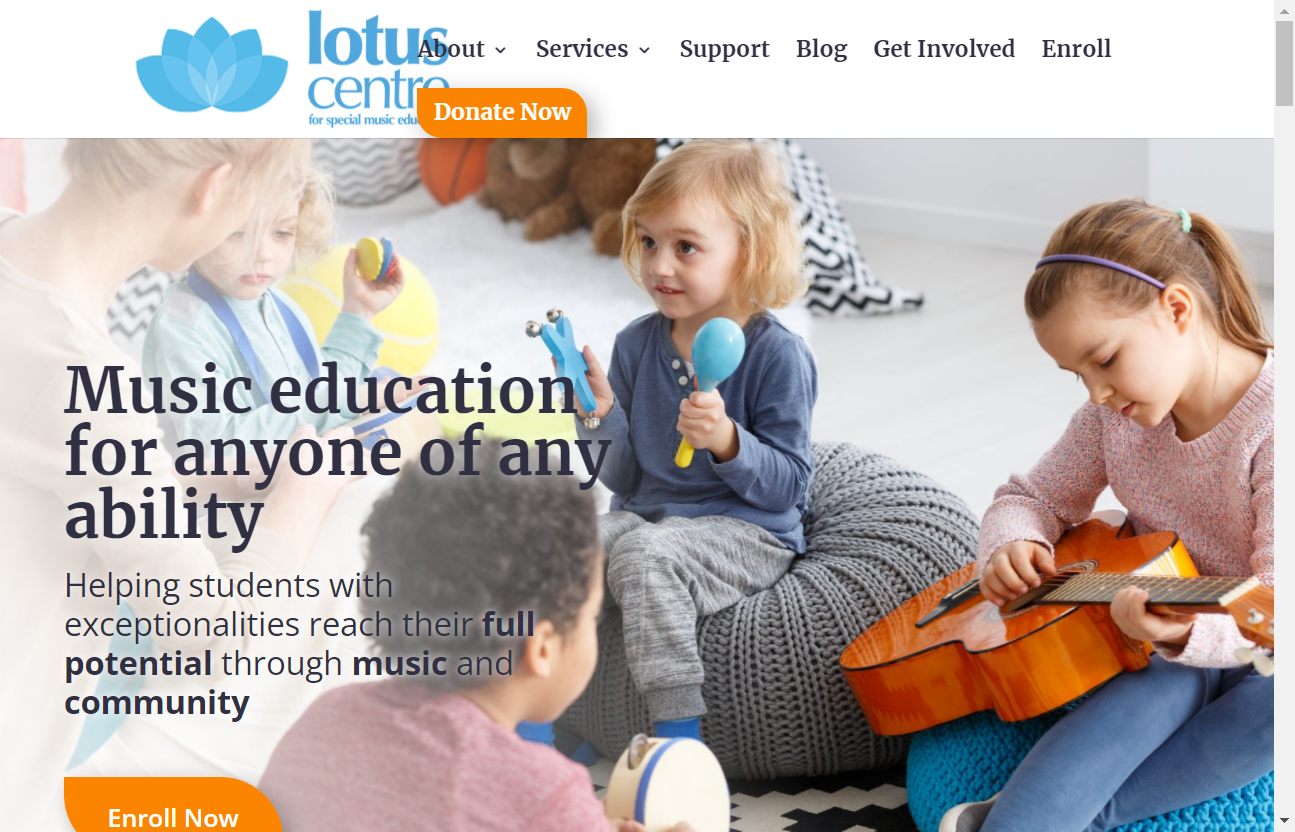 lotus
centre
for special music edu
About
Services
Support
Blog
Get Involved
Enroll
Donate Now
Music education
for anyone of any
ability
Helping students with
exceptionalities reach their full
potential through music and
community
Enroll Now